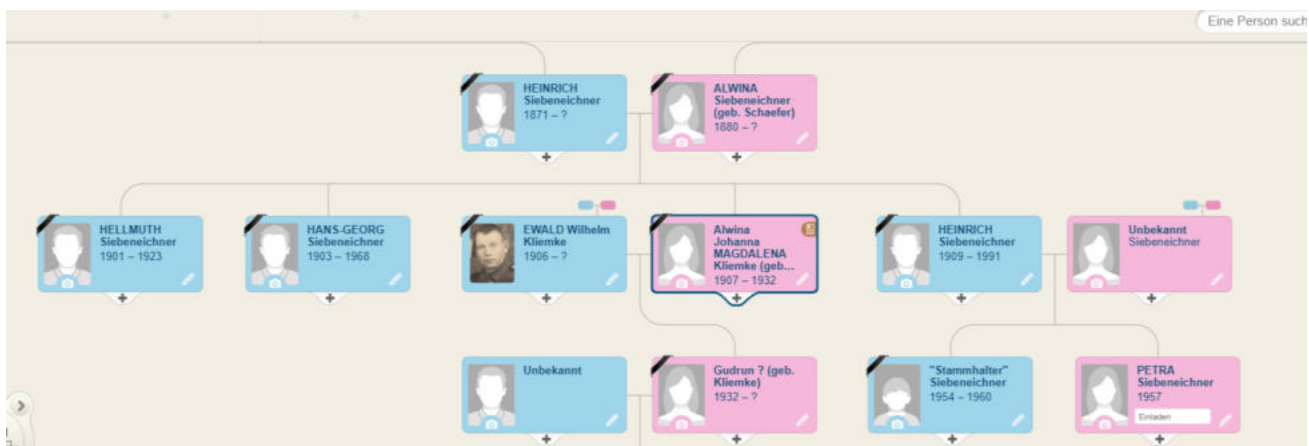 Eine Person such
HEINRICH
Siebeneichner
1871 – ?
ALWINA
Siebeneichner
(geb. Schaefer)
1880 – ?
HELLMUTH
Siebeneichner
1901 – 1923
HANS-GEORG
Siebeneichner
1903 – 1968
EWALD Wilhelm
Kliemke
1906 – ?
Alwina
Johanna
MAGDALENA
Kliemke (geb...
1907 – 1932
HEINRICH
Siebeneichner
1909 – 1991
Unbekannt
Siebeneichner
Unbekannt
Gudrun ? (geb.
Kliemke)
1932 – ?
"Stammhalter"
Siebeneichner
1954 – 1960
PETRA
Siebeneichner
1957
Einladen